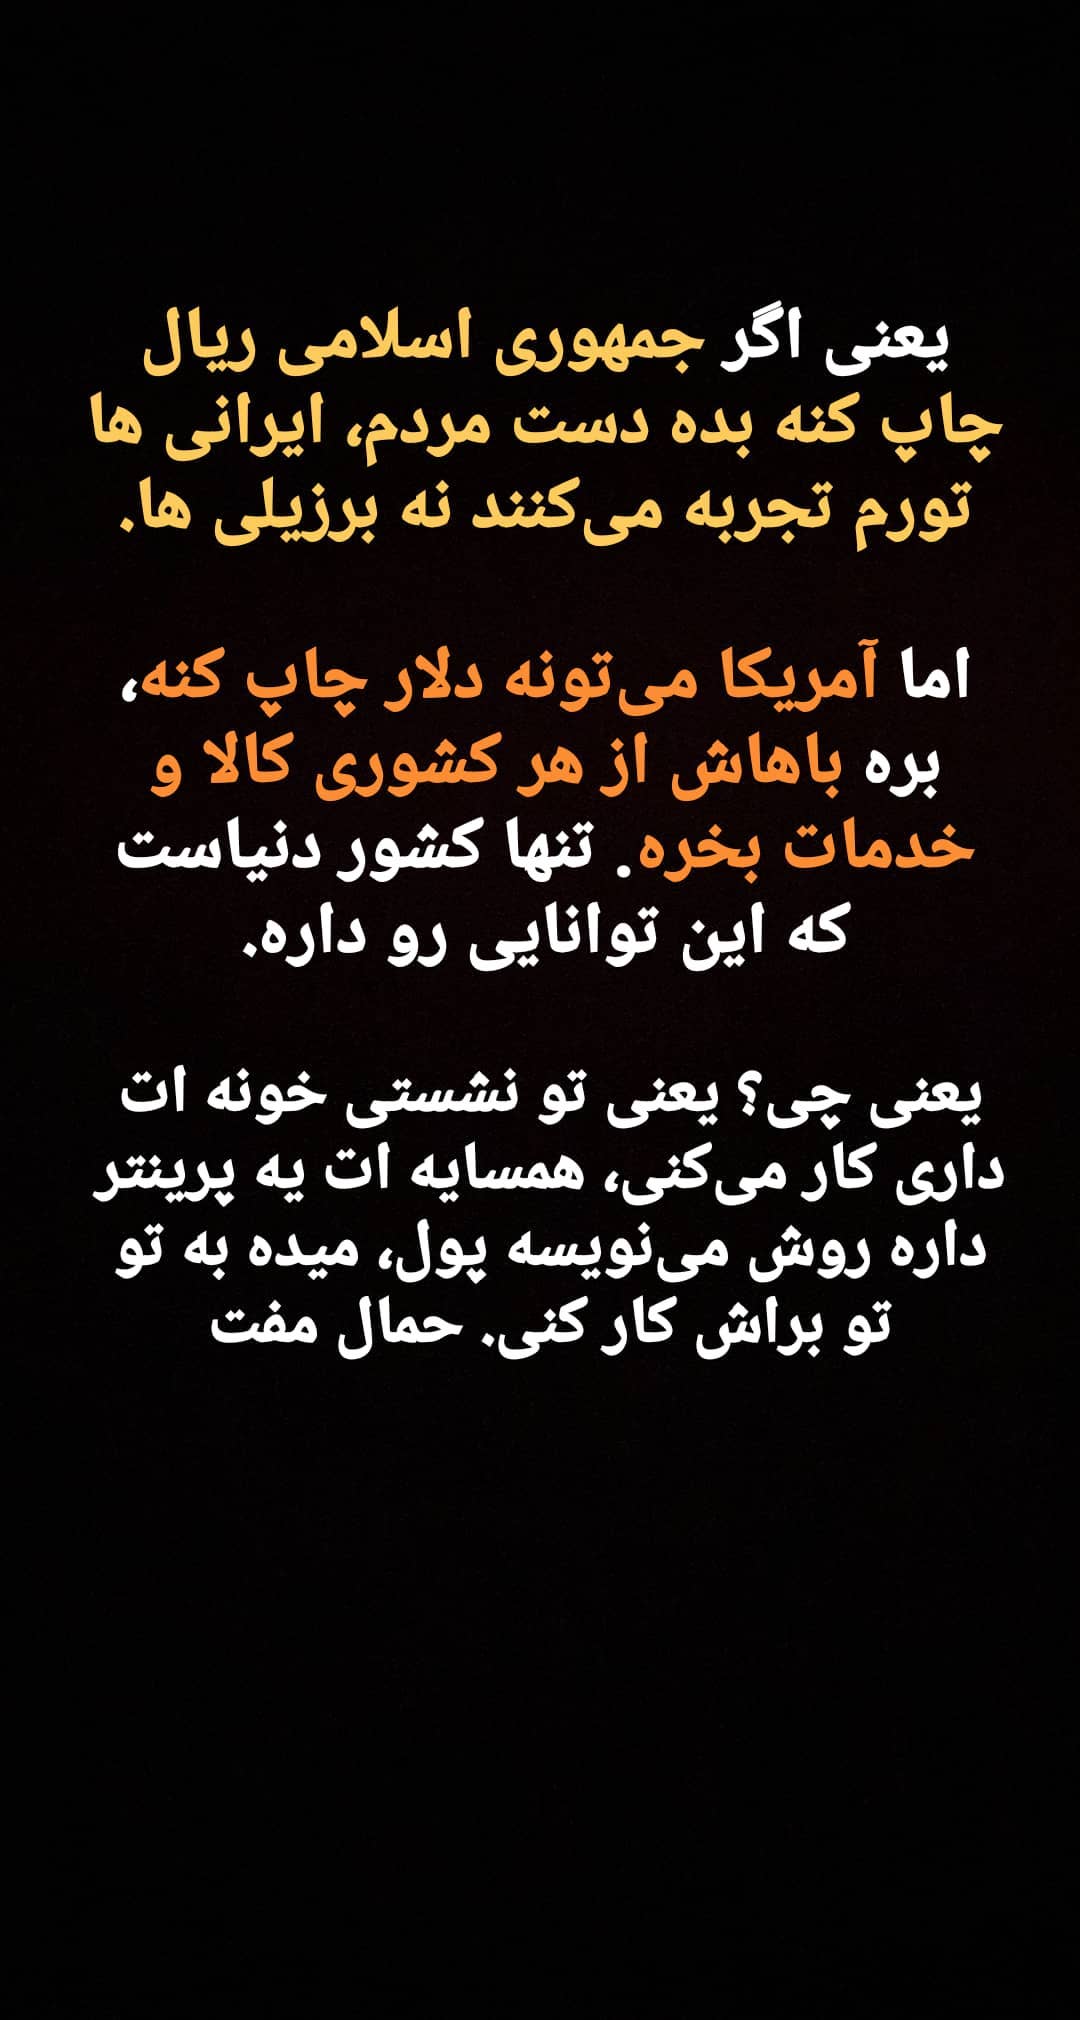 یعنی اگر جمهوری اسلامی ریال
چاپ کنه بده دست مردم، ایرانی ها
تورم تجربه می‌کنند نه برزیلی ها.
اما آمریکا می‌تونه دلار چاپ کنه،
بره باهاش از هر کشوری کالا و
خدمات بخره. تنها کشور دنیاست
که این توانایی رو داره.
یعنی چی؟ یعنی تو نشستی خونه ات
داری کار می‌کنی، همسایه ات یه پرینتر
داره روش می‌نویسه پول، میده به تو
تو براش کار کنی. حمال مفت